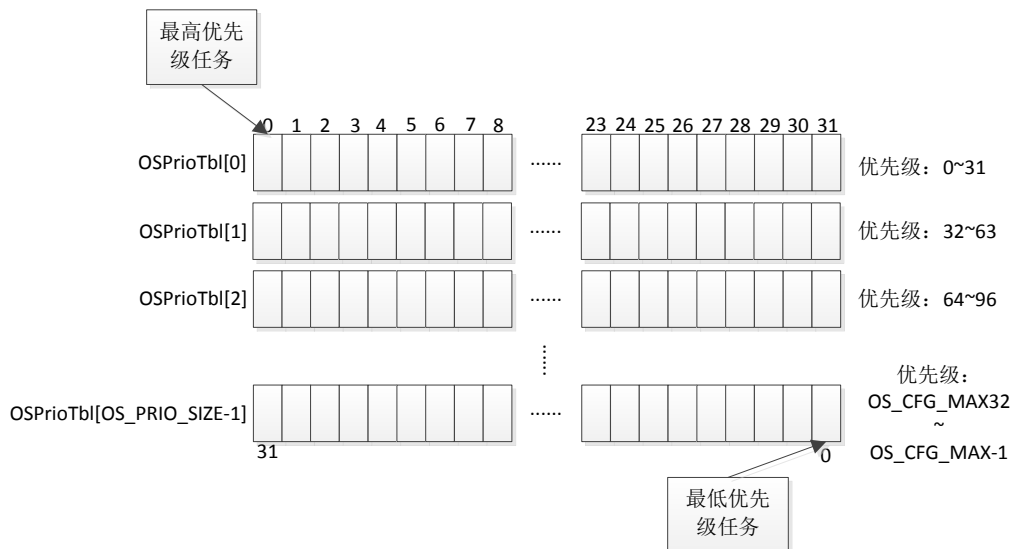 最高优先
级任务
0 1 2 3 4 5 6 7 8 23 24 25 26 27 28 29 30 31
OSPrioTbl[0] ...... 优先级：0~31
OSPrioTbl[1] ...... 优先级：32~63
OSPrioTbl[2] ...... 优先级：64~96
......
优先级：
OSPrioTbl[OS_PRIO_SIZE-1] ...... OS_CFG_MAX32
~
31 0 OS_CFG_MAX-1
最低优先
级任务